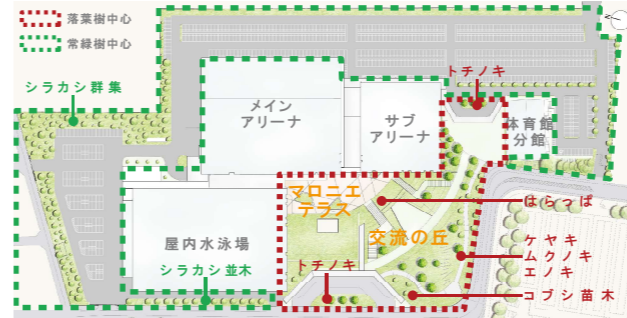 落葉樹中心
常緑樹中心
シラカシ群集
トチノキ
メイン
アリーナ
サブ
アリーナ
体育館
分館
マロニエ
テラス
はらっぱ
交流の丘
ケヤキ
ムクノキ
エノキ
屋内水泳場
シラカシ並木
トチノキ
コブシ苗木